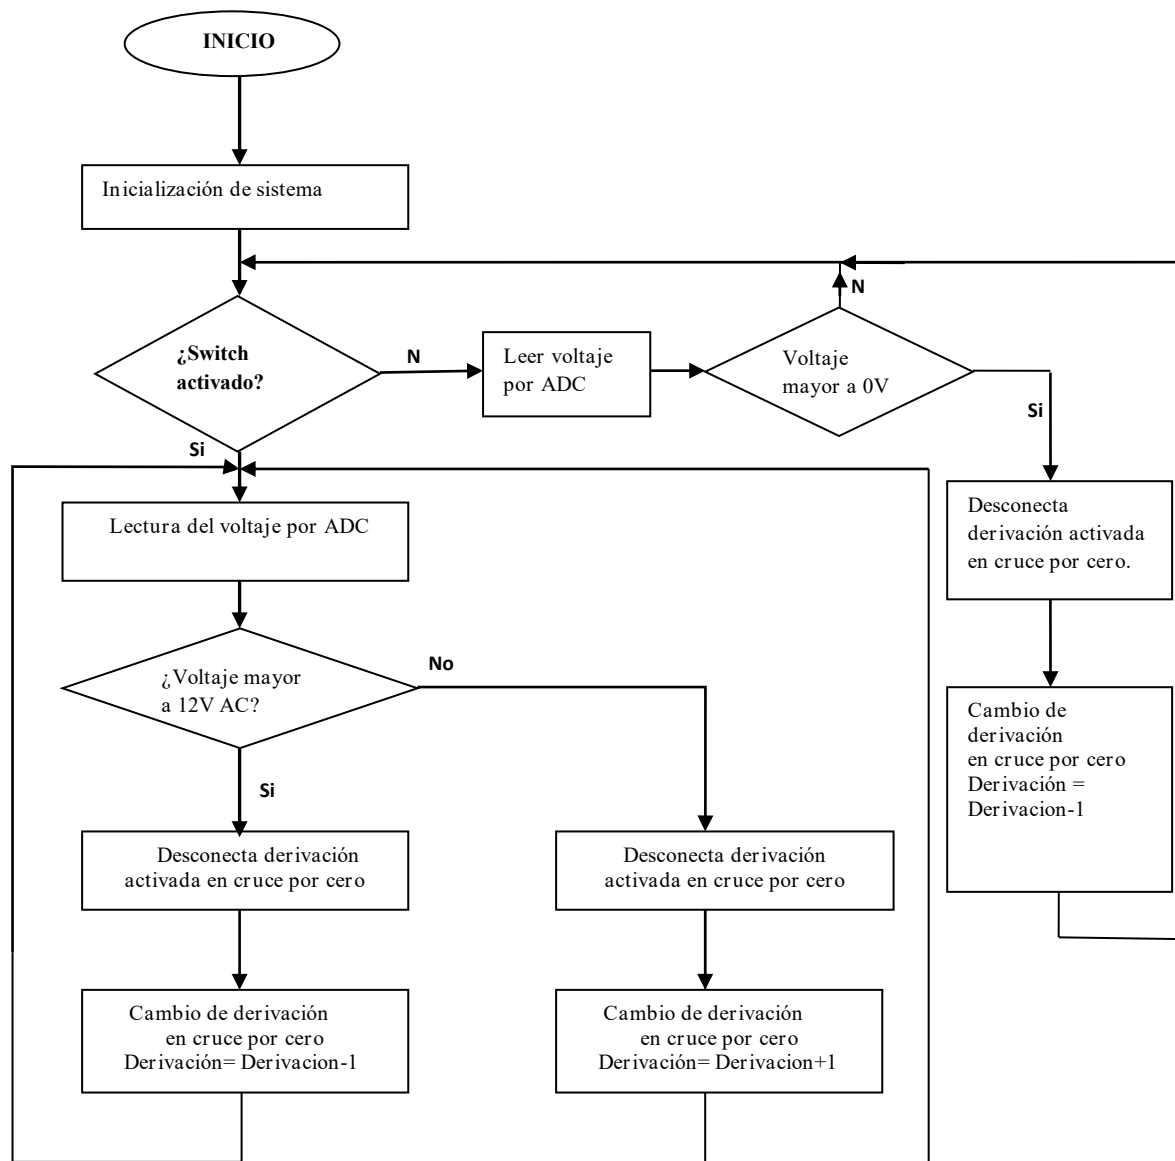 INICIO
Inicialización de sistema
¿Switch
activado?
N
Leer voltaje
por ADC
Voltaje
mayor a 0V
N
Si
Si
Desconecta
derivación activada
en cruce por cero.
Lectura del voltaje por ADC
¿Voltaje mayor
a 12V AC?
No
Si
Cambio de
derivación
en cruce por cero
Derivación =
Derivacion-1
Desconecta derivación
activada en cruce por cero
Desconecta derivación
activada en cruce por cero
Cambio de derivación
en cruce por cero
Derivación= Derivacion-1
Cambio de derivación
en cruce por cero
Derivación= Derivacion+1